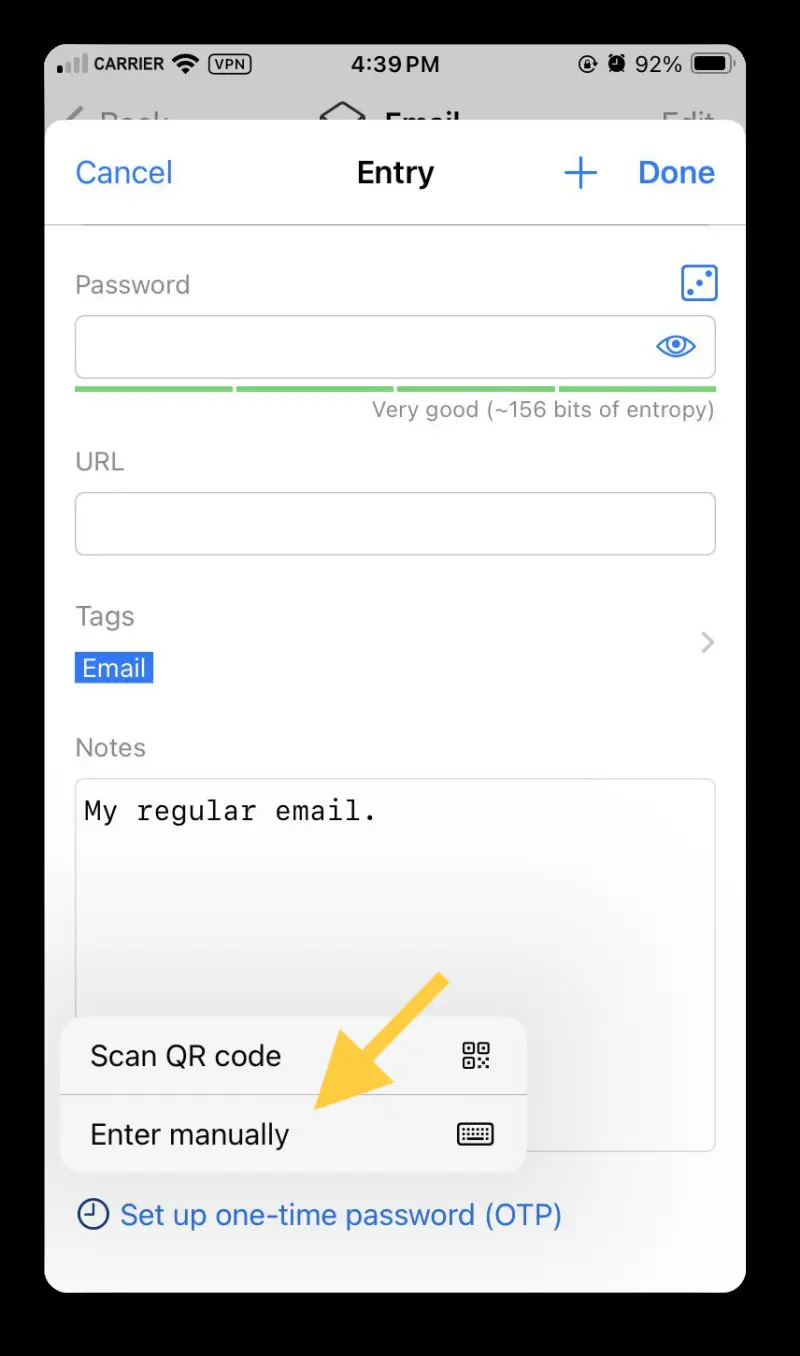 CARRIER VPN 4:39 PM 92%
Back Email Edit
Cancel Entry Done
Password
Very good (~156 bits of entropy)
URL
Tags
Email
Notes
My regular email.
Scan QR code
Enter manually
Set up one-time password (OTP)